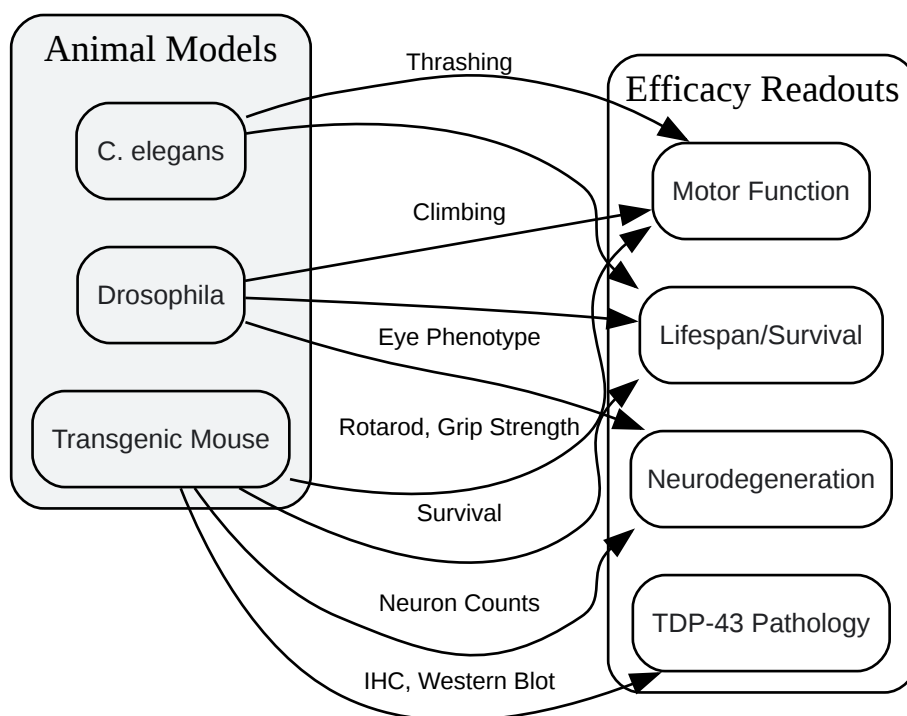 Animal Models
C. elegans
Drosophila
Transgenic Mouse
Thrashing
Climbing
Eye Phenotype
Rotarod, Grip Strength
Survival
Neuron Counts
IHC, Western Blot
Efficacy Readouts
Motor Function
Lifespan/Survival
Neurodegeneration
TDP-43 Pathology